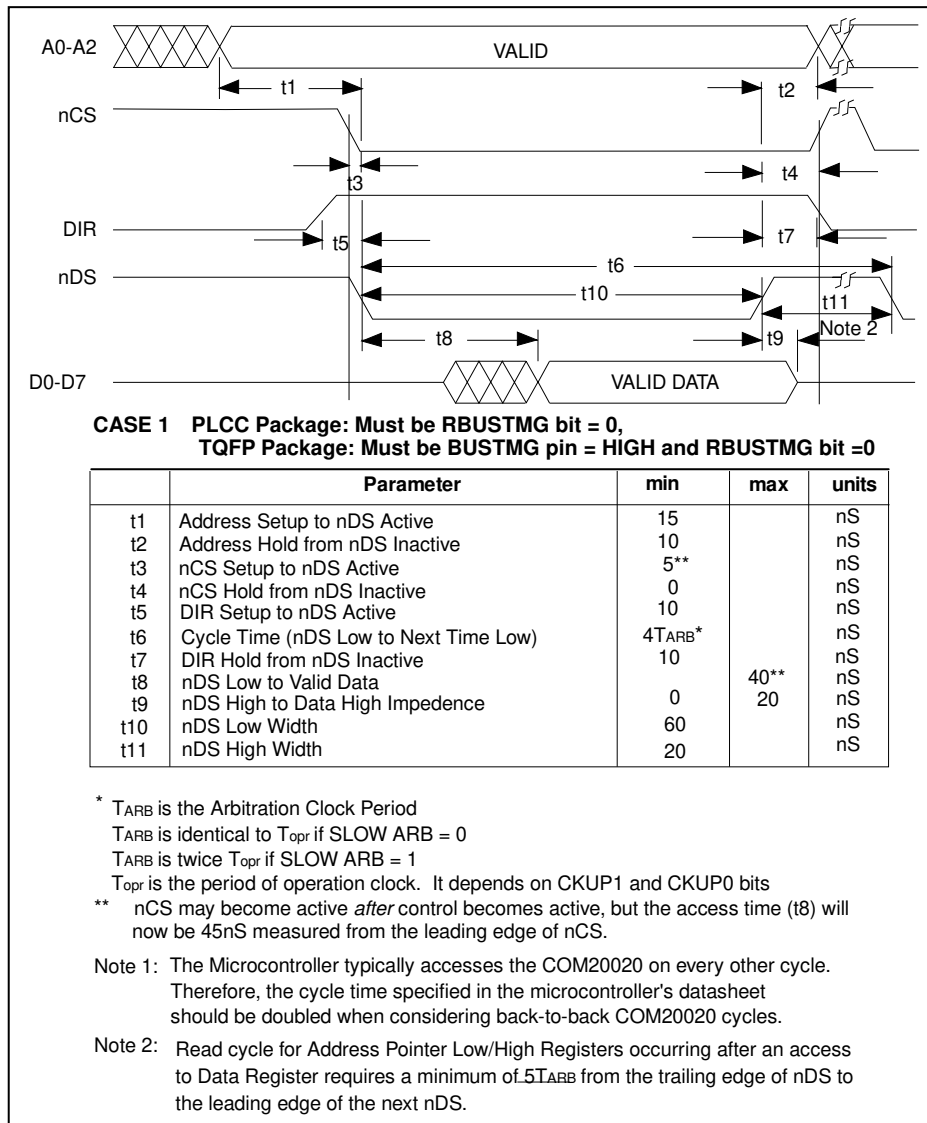 A0-A2
VALID
t1
t2
nCS
t3
t4
DIR
t5
t7
t6
nDS
t10
t11
Note 2
t8
t9
D0-D7
VALID DATA
CASE 1 PLCC Package: Must be RBUSTMG bit = 0,
TQFP Package: Must be BUSTMG pin = HIGH and RBUSTMG bit =0
Parameter min max units
t1 Address Setup to nDS Active 15 nS
t2 Address Hold from nDS Inactive 10 nS
t3 nCS Setup to nDS Active 5** nS
t4 nCS Hold from nDS Inactive 0 nS
t5 DIR Setup to nDS Active 10 nS
t6 Cycle Time (nDS Low to Next Time Low) 4TARB* nS
t7 DIR Hold from nDS Inactive 10 nS
t8 nDS Low to Valid Data 40** nS
t9 nDS High to Data High Impedence 0 20 nS
t10 nDS Low Width 60 nS
t11 nDS High Width 20 nS
* TARB is the Arbitration Clock Period
TARB is identical to Topr if SLOW ARB = 0
TARB is twice Topr if SLOW ARB = 1
Topr is the period of operation clock. It depends on CKUP1 and CKUP0 bits
** nCS may become active after control becomes active, but the access time (t8) will
now be 45nS measured from the leading edge of nCS.
Note 1: The Microcontroller typically accesses the COM20020 on every other cycle.
Therefore, the cycle time specified in the microcontroller's datasheet
should be doubled when considering back-to-back COM20020 cycles.
Note 2: Read cycle for Address Pointer Low/High Registers occurring after an access
to Data Register requires a minimum of 5TARB from the trailing edge of nDS to
the leading edge of the next nDS.